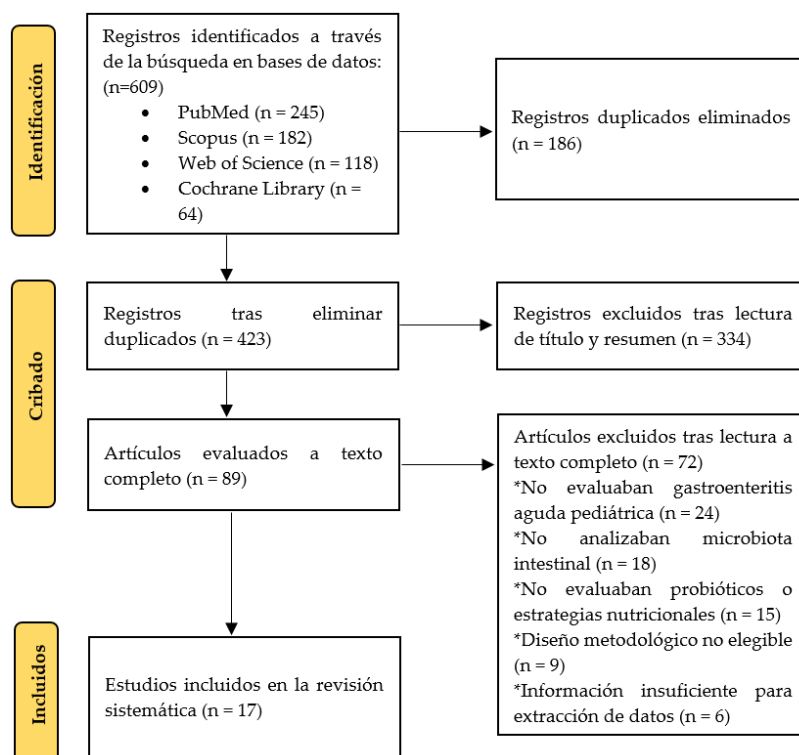 Identificación
Registros identificados a través
de la búsqueda en bases de datos:
(n=609)
• PubMed (n = 245)
• Scopus (n = 182)
• Web of Science (n = 118)
• Cochrane Library (n =
64)
Registros duplicados eliminados
(n = 186)
Cribado
Registros tras eliminar
duplicados (n = 423)
Registros excluidos tras lectura
de título y resumen (n = 334)
Artículos evaluados a texto
completo (n = 89)
Artículos excluidos tras lectura a
texto completo (n = 72)
*No evaluaban gastroenteritis
aguda pediátrica (n = 24)
*No analizaban microbiota
intestinal (n = 18)
*No evaluaban probióticos o
estrategias nutricionales (n = 15)
*Diseño metodológico no elegible
(n = 9)
*Información insuficiente para
extracción de datos (n = 6)
Incluidos
Estudios incluidos en la revisión
sistemática (n = 17)